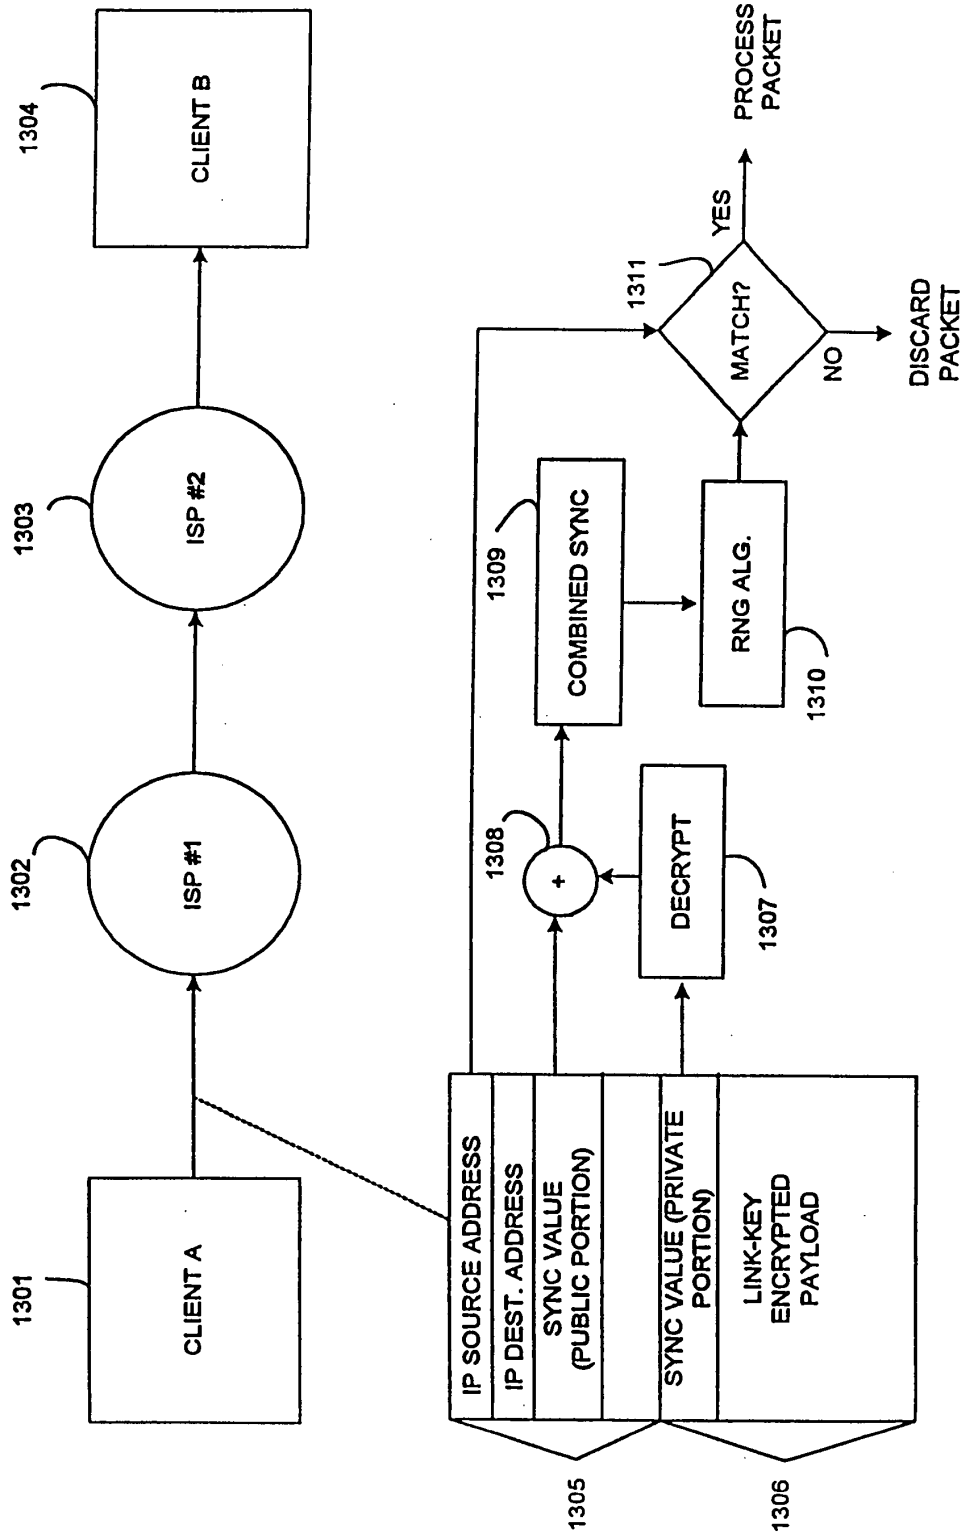 1301
CLIENT A
1302
ISP #1
1303
ISP #2
1304
CLIENT B
IP SOURCE ADDRESS
IP DEST. ADDRESS
SYNC VALUE
(PUBLIC PORTION)
SYNC VALUE (PRIVATE
PORTION)
LINK-KEY
ENCRYPTED
PAYLOAD
1305
1306
DECRYPT
1307
1308
+
1309
COMBINED SYNC
RNG ALG.
1310
1311
MATCH?
YES
PROCESS
PACKET
NO
DISCARD
PACKET